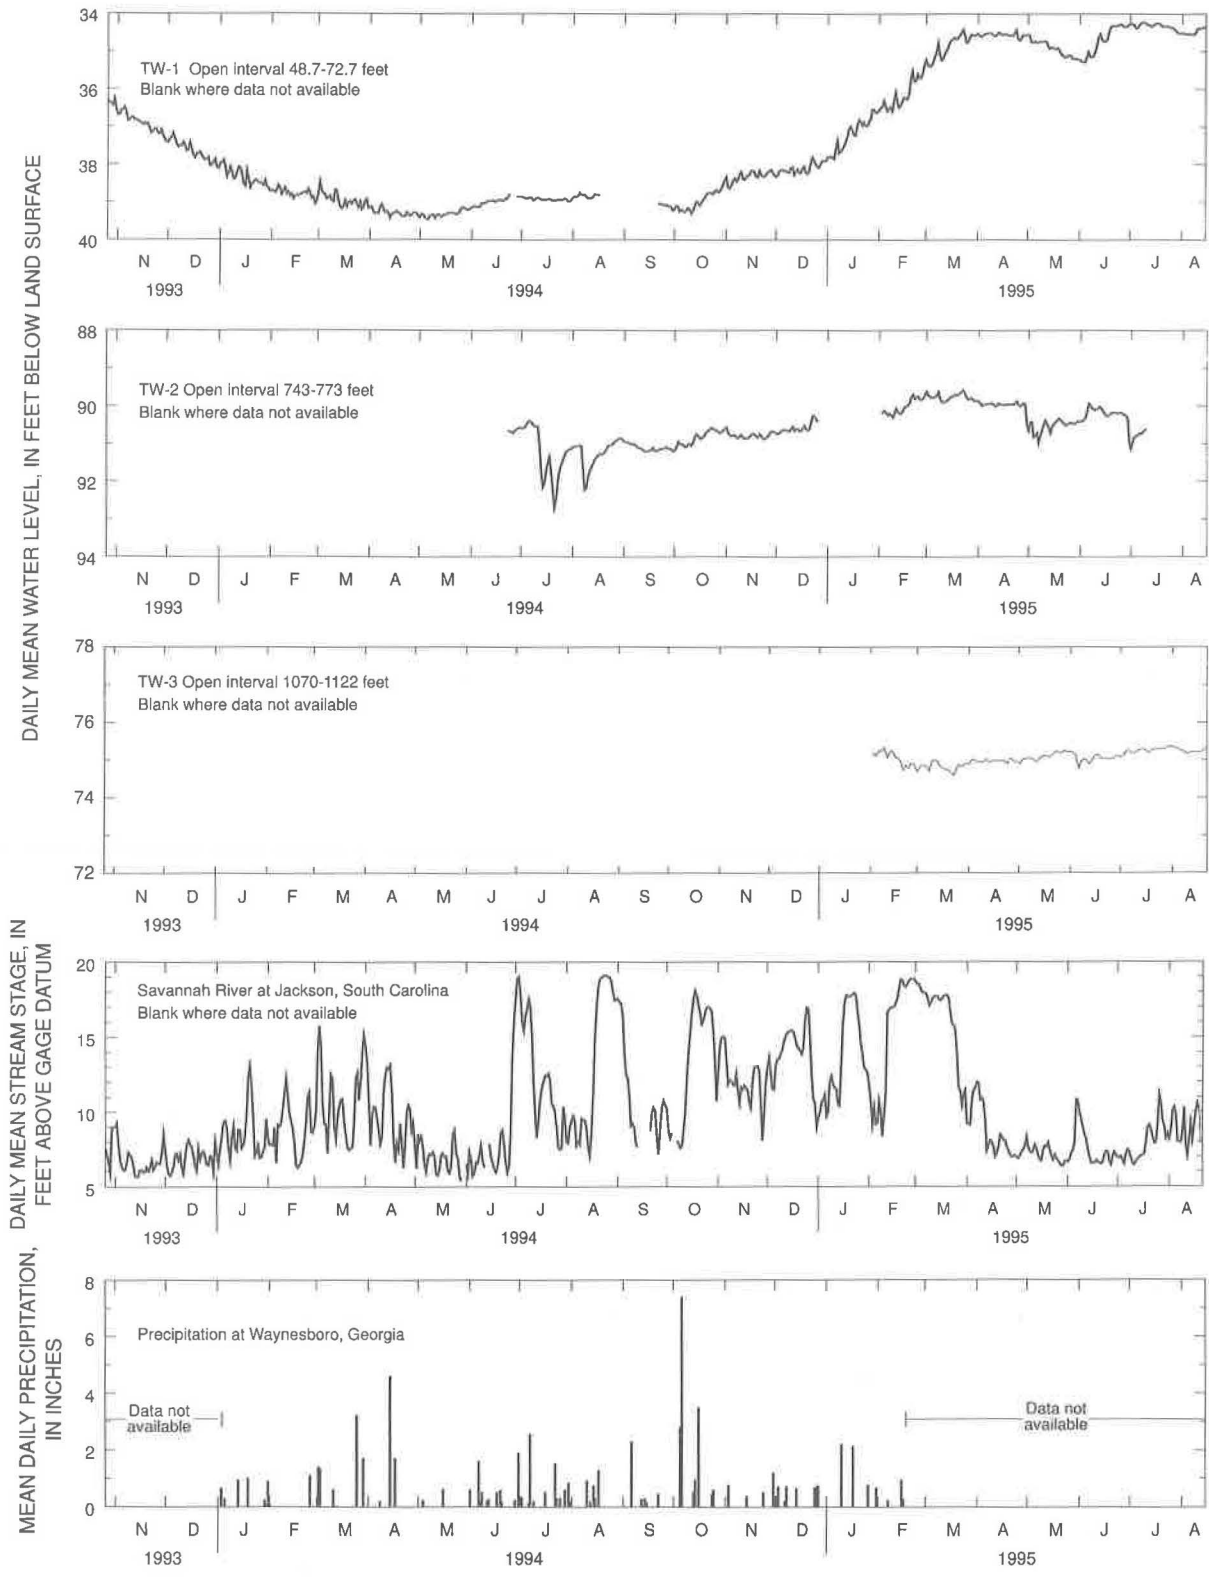 DAILY MEAN WATER LEVEL, IN FEET BELOW LAND SURFACE
34
36
38
40
TW-1 Open interval 48.7-72.7 feet
Blank where data not available
N D J F M A M J J A S O N D J F M A M J J A
1993 1994 1995
88
90
92
94
TW-2 Open interval 743-773 feet
Blank where data not available
N D J F M A M J J A S O N D J F M A M J J A
1993 1994 1995
78
76
74
72
TW-3 Open interval 1070-1122 feet
Blank where data not available
N D J F M A M J J A S O N D J F M A M J J A
1993 1994 1995
DAILY MEAN STREAM STAGE, IN
FEET ABOVE GAGE DATUM
20
15
10
5
Savannah River at Jackson, South Carolina
Blank where data not available
N D J F M A M J J A S O N D J F M A M J J A
1993 1994 1995
MEAN DAILY PRECIPITATION,
IN INCHES
8
6
4
2
0
Precipitation at Waynesboro, Georgia
Data not
available
Data not
available
N D J F M A M J J A S O N D J F M A M J J A
1993 1994 1995